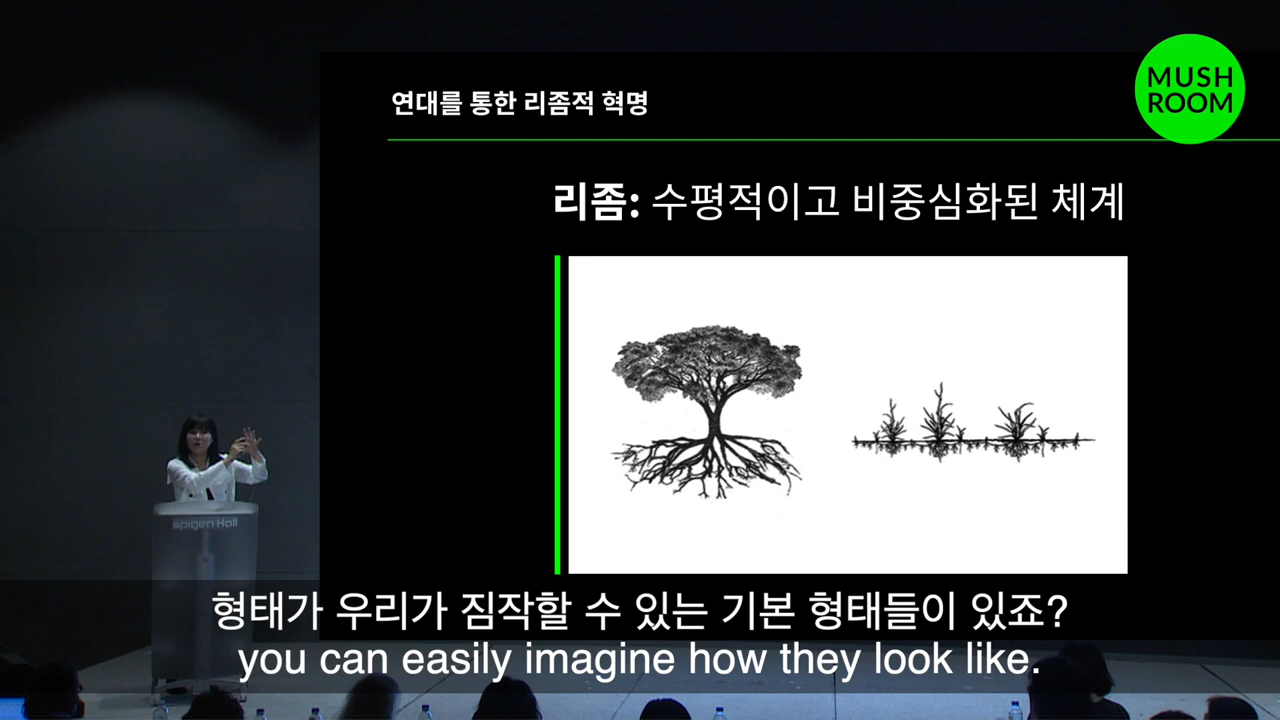 MUSH
ROOM
연대를 통한 리좀적 혁명
리좀: 수평적이고 비중심화된 체계
spigen Hall
형태가 우리가 짐작할 수 있는 기본 형태들이 있죠?
you can easily imagine how they look like.